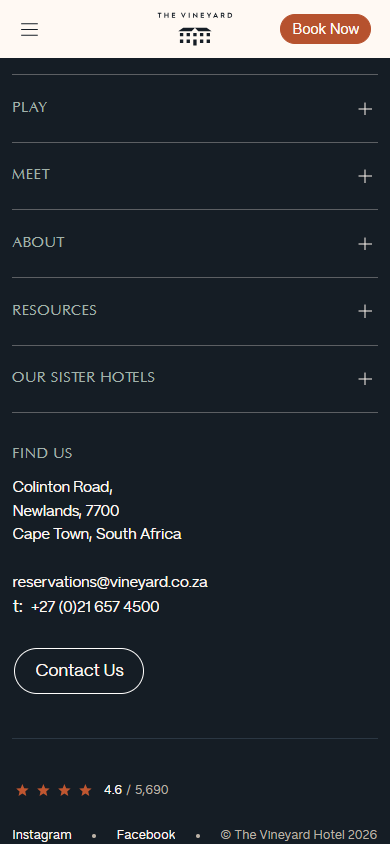 THE VINEYARD
Book Now
PLAY
MEET
ABOUT
RESOURCES
OUR SISTER HOTELS
FIND US
Colinton Road,
Newlands, 7700
Cape Town, South Africa
reservations@vineyard.co.za
t: +27 (0)21 657 4500
Contact Us
4.6 / 5,690
Instagram • Facebook • © The Vineyard Hotel 2026